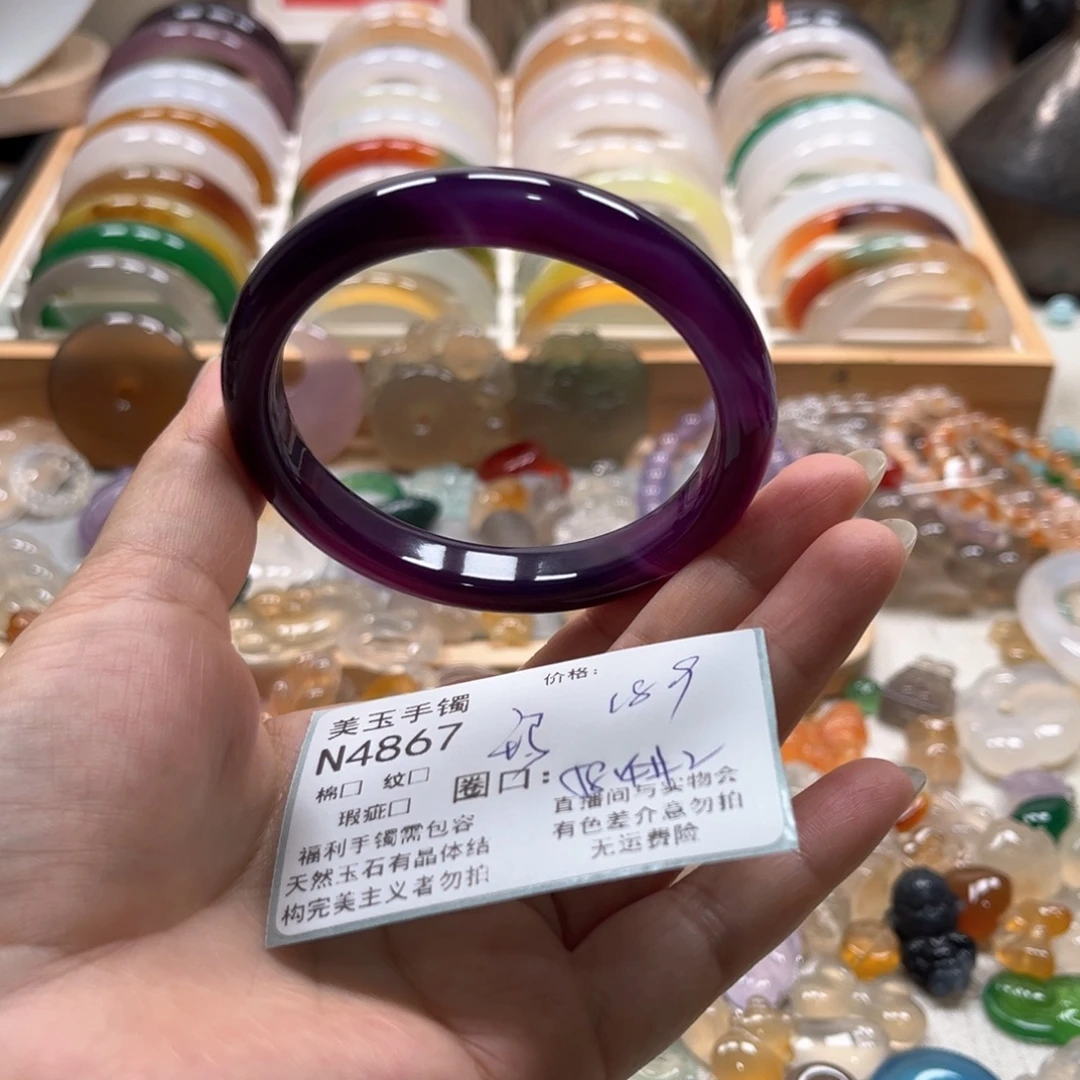 美玉手镯
价格: 189
N4867
棉□ 纹□
圈口:
瑕疵□
福利手镯需包容
天然玉石有晶体结
构完美主义者勿拍
直播间与实物会
有色差介意勿拍
无运费险